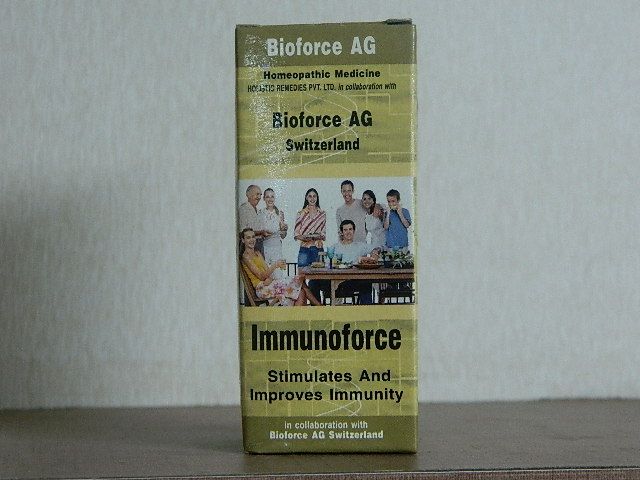 Bioforce AG
Homeopathic Medicine
HOLISTIC REMEDIES PVT. LTD. in collaboration with
Bioforce AG
Switzerland
Immunoforce
Stimulates And
Improves Immunity
in collaboration with
Bioforce AG Switzerland